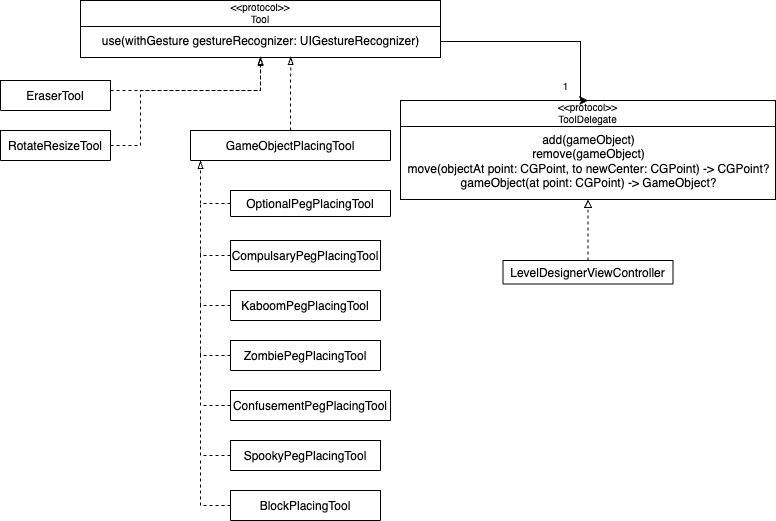 <<protocol>>
Tool
use(withGesture gestureRecognizer: UIGestureRecognizer)
EraserTool
RotateResizeTool
GameObjectPlacingTool
OptionalPegPlacingTool
CompulsaryPegPlacingTool
KaboomPegPlacingTool
ZombiePegPlacingTool
ConfusementPegPlacingTool
SpookyPegPlacingTool
BlockPlacingTool
1
<<protocol>>
ToolDelegate
add(gameObject)
remove(gameObject)
move(objectAt point: CGPoint, to newCenter: CGPoint) -> CGPoint?
gameObject(at point: CGPoint) -> GameObject?
LevelDesignerViewController